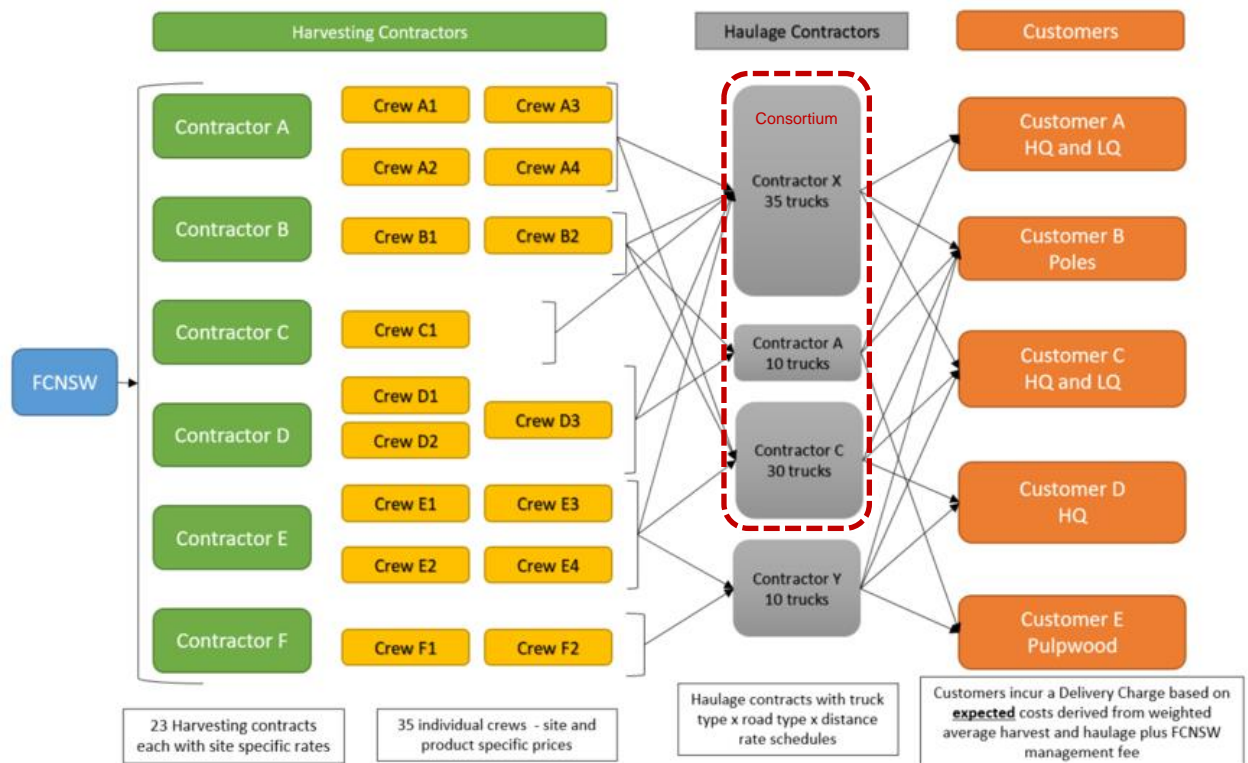 Harvesting Contractors
Haulage Contractors
Customers
FCNSW
Contractor A
Contractor B
Contractor C
Contractor D
Contractor E
Contractor F
Crew A1
Crew A3
Crew A2
Crew A4
Crew B1
Crew B2
Crew C1
Crew D1
Crew D2
Crew D3
Crew E1
Crew E3
Crew E2
Crew E4
Crew F1
Crew F2
Consortium
Contractor X
35 trucks
Contractor A
10 trucks
Contractor C
30 trucks
Contractor Y
10 trucks
Customer A
HQ and LQ
Customer B
Poles
Customer C
HQ and LQ
Customer D
HQ
Customer E
Pulpwood
23 Harvesting contracts
each with site specific rates
35 individual crews - site and
product specific prices
Haulage contracts with truck
type x road type x distance
rate schedules
Customers incur a Delivery Charge based on
expected costs derived from weighted
average harvest and haulage plus FCNSW
management fee